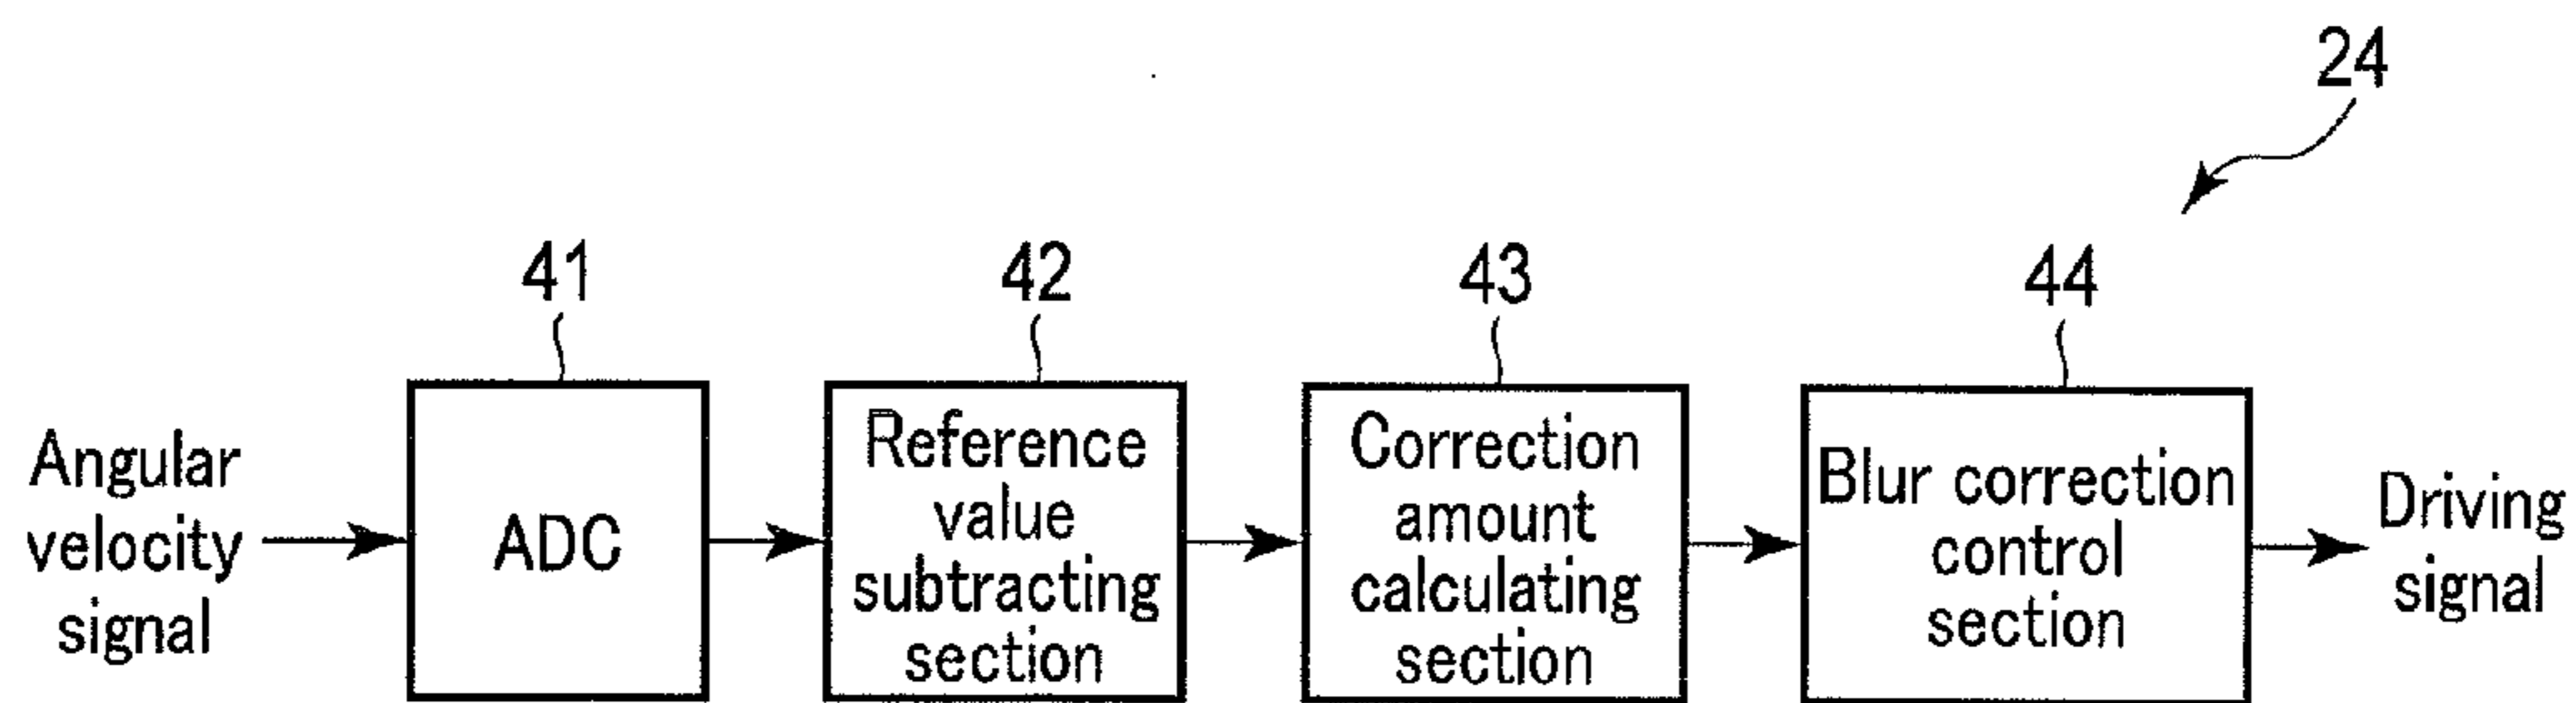 24
41
42
43
44
Angular
velocity
signal
ADC
Reference
value
subtracting
section
Correction
amount
calculating
section
Blur correction
control
section
Driving
signal